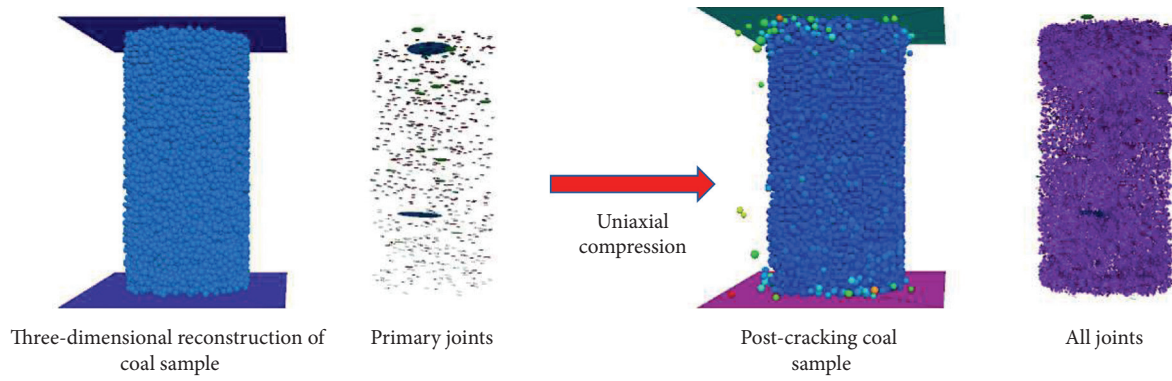 Uniaxial
compression
Three-dimensional reconstruction of
coal sample
Primary joints
Post-cracking coal
sample
All joints